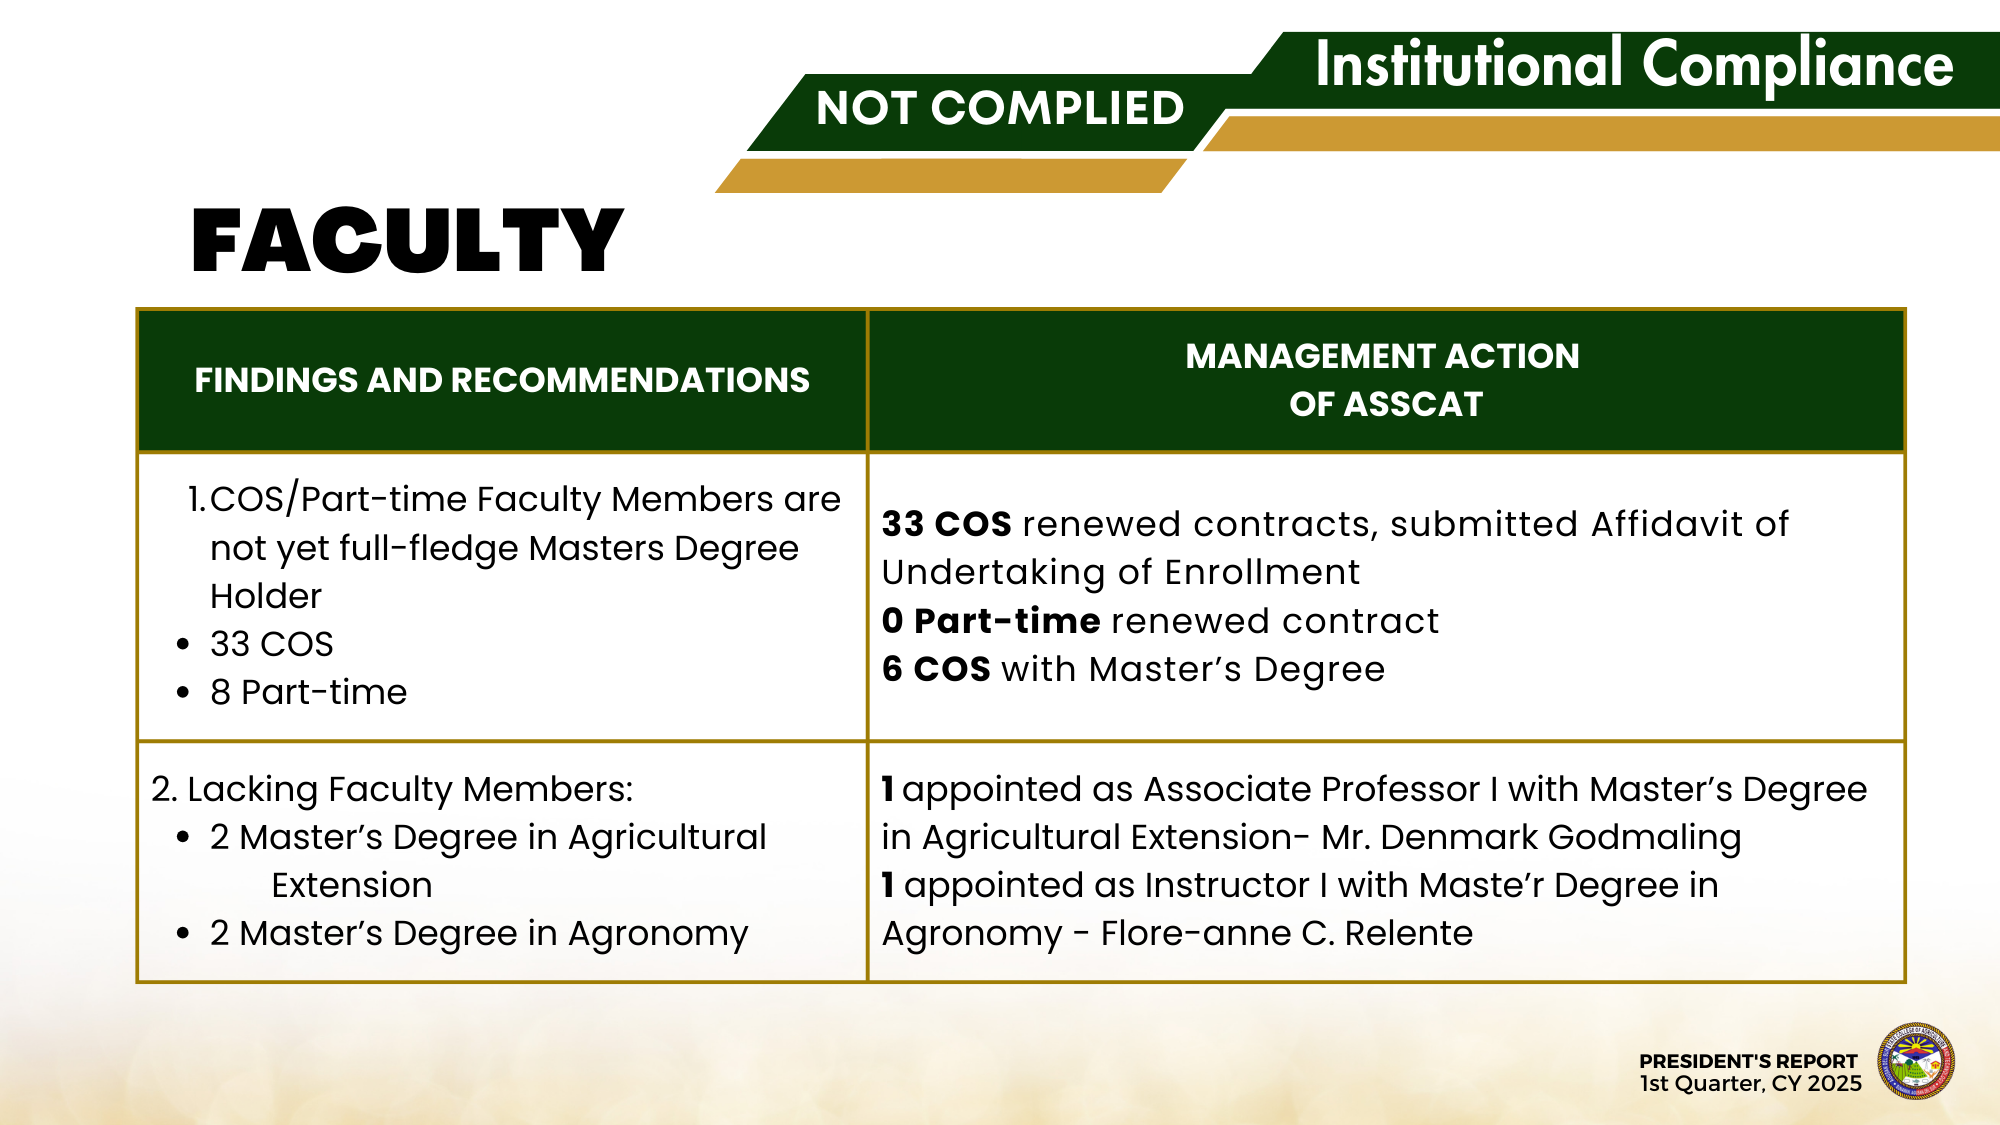 Institutional Compliance
NOT COMPLIED
FACULTY
FINDINGS AND RECOMMENDATIONS
MANAGEMENT ACTION
OF ASSCAT
1.COS/Part-time Faculty Members are
not yet full-fledge Masters Degree
Holder
• 33 COS
• 8 Part-time
33 COS renewed contracts, submitted Affidavit of
Undertaking of Enrollment
0 Part-time renewed contract
6 COS with Master’s Degree
2. Lacking Faculty Members:
• 2 Master’s Degree in Agricultural
Extension
• 2 Master’s Degree in Agronomy
1 appointed as Associate Professor I with Master’s Degree
in Agricultural Extension- Mr. Denmark Godmaling
1 appointed as Instructor I with Maste’r Degree in
Agronomy - Flore-anne C. Relente
PRESIDENT'S REPORT
1st Quarter, CY 2025